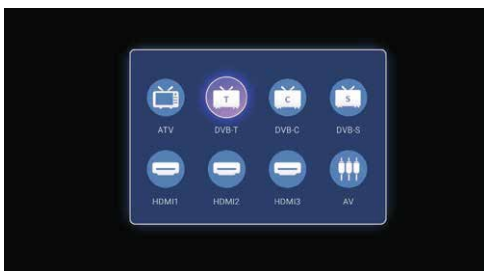 T C S
ATV DVB-T DVB-C DVB-S
HDMI1 HDMI2 HDMI3 AV